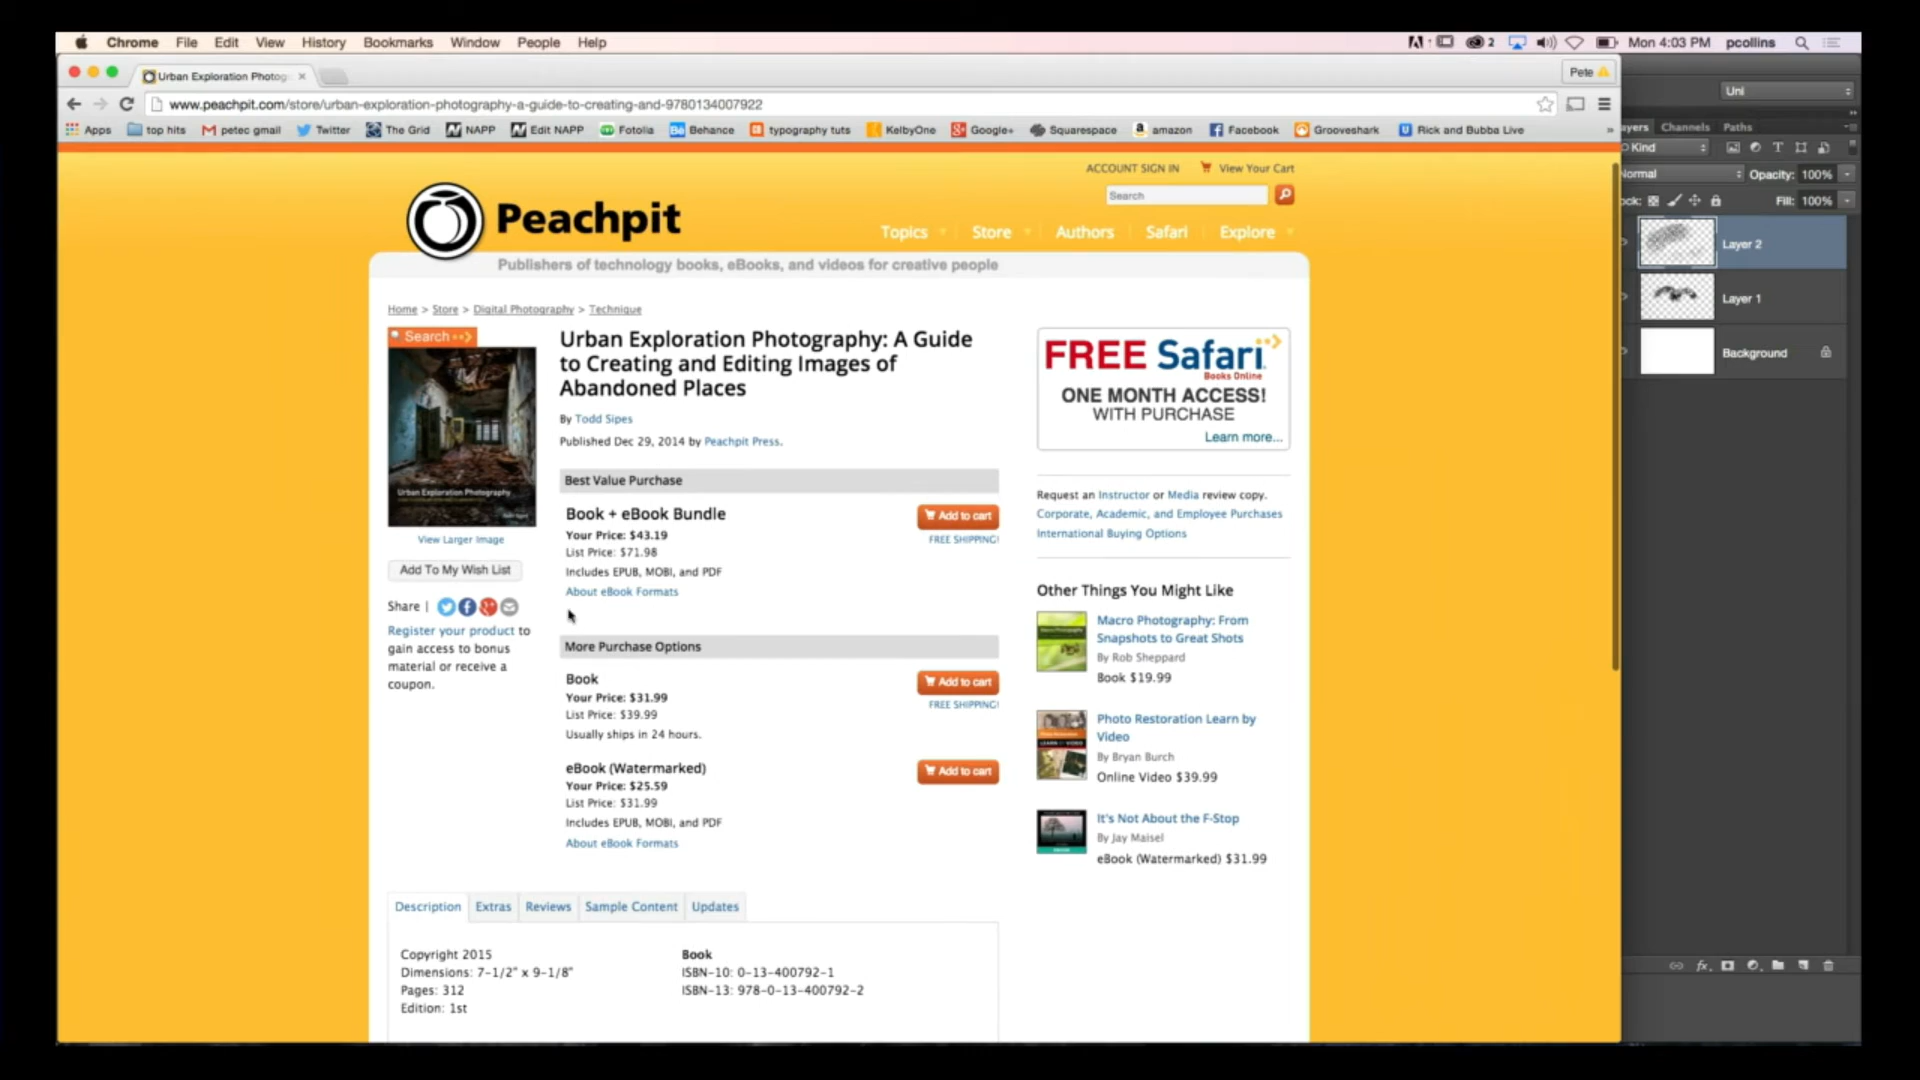 Chrome File Edit View History Bookmarks Window People Help
2 Mon 4:03 PM pcollins
Urban Exploration Photog
Pete
www.peachpit.com/store/urban-exploration-photography-a-guide-to-creating-and-9780134007922
Apps top hits petec gmail Twitter The Grid NAPP Edit NAPP Fotolia Behance typography tuts KelbyOne Google+ Squarespace amazon Facebook Grooveshark Rick and Bubba Live
ACCOUNT SIGN IN View Your Cart
Search
Peachpit
Topics Store Authors Safari Explore
Publishers of technology books, eBooks, and videos for creative people
Home > Store > Digital Photography > Technique
Search
Urban Exploration Photography
View Larger Image
Add To My Wish List
Share |
Register your product to
gain access to bonus
material or receive a
coupon.
Urban Exploration Photography: A Guide
to Creating and Editing Images of
Abandoned Places
By Todd Sipes
Published Dec 29, 2014 by Peachpit Press.
Best Value Purchase
Book + eBook Bundle
Add to cart
Your Price: $43.19
FREE SHIPPING!
List Price: $71.98
Includes EPUB, MOBI, and PDF
About eBook Formats
More Purchase Options
Book
Add to cart
Your Price: $31.99
FREE SHIPPING!
List Price: $39.99
Usually ships in 24 hours.
eBook (Watermarked)
Add to cart
Your Price: $25.59
List Price: $31.99
Includes EPUB, MOBI, and PDF
About eBook Formats
FREE Safari
Books Online
ONE MONTH ACCESS!
WITH PURCHASE
Learn more...
Request an Instructor or Media review copy.
Corporate, Academic, and Employee Purchases
International Buying Options
Other Things You Might Like
Macro Photography: From
Snapshots to Great Shots
By Rob Sheppard
Book $19.99
Photo Restoration Learn by
Video
By Bryan Burch
Online Video $39.99
It's Not About the F-Stop
By Jay Maisel
eBook (Watermarked) $31.99
Description Extras Reviews Sample Content Updates
Copyright 2015
Dimensions: 7-1/2" x 9-1/8"
Pages: 312
Edition: 1st
Book
ISBN-10: 0-13-400792-1
ISBN-13: 978-0-13-400792-2
Uni
ayers Channels Paths
Kind
Normal Opacity: 100%
ock: Fill: 100%
Layer 2
Layer 1
Background
fx